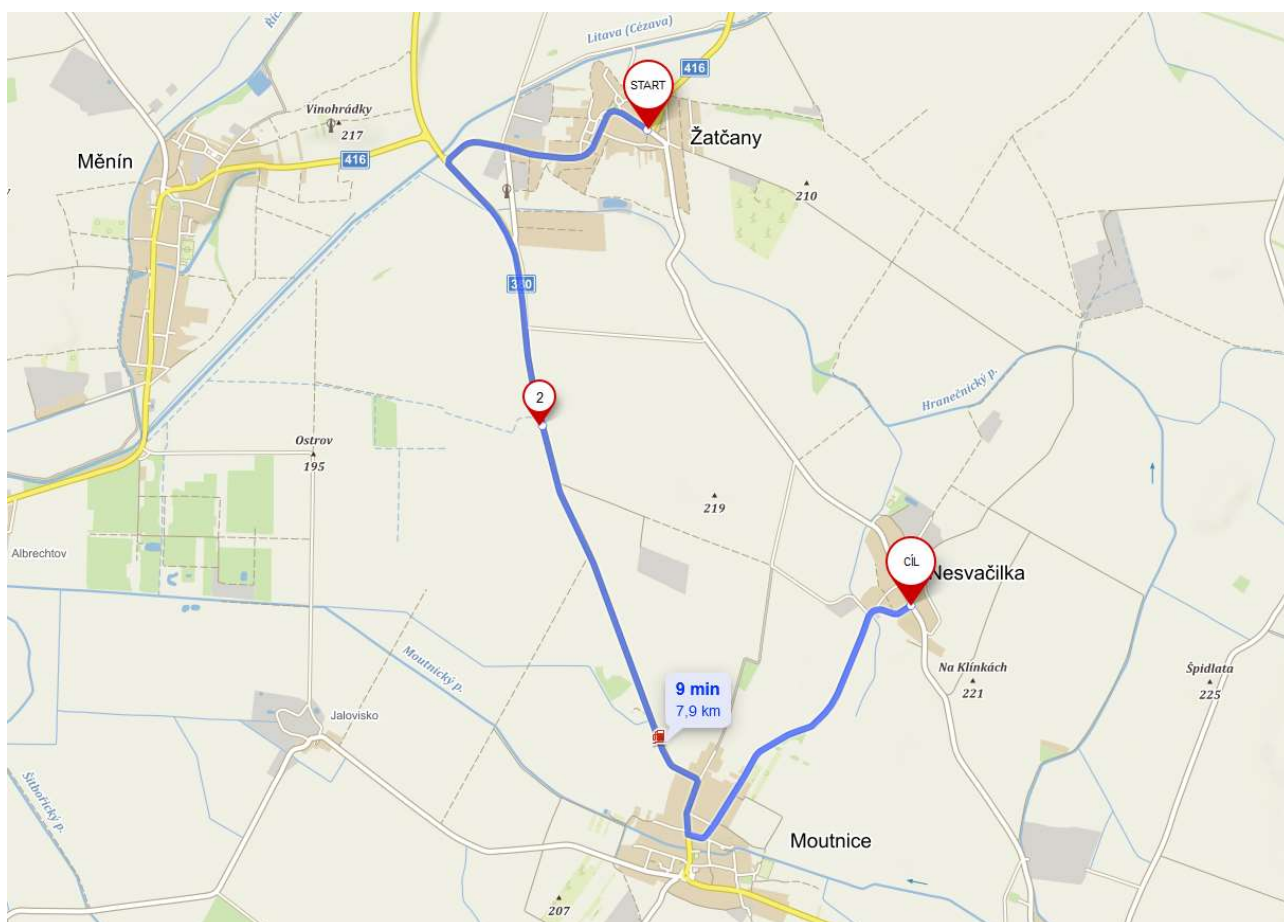 Litava (Cézava)
416
START
Vinohrádky
217
Žatčany
Měnín
416
210
380
Hranečnický p.
2
Ostrov
195
219
Albrechtov
CÍL
Nesvačilka
Moutnický p.
Na Klínkách
221
Špidlata
225
9 min
7,9 km
Jalovisko
Šitbořický p.
Moutnice
207